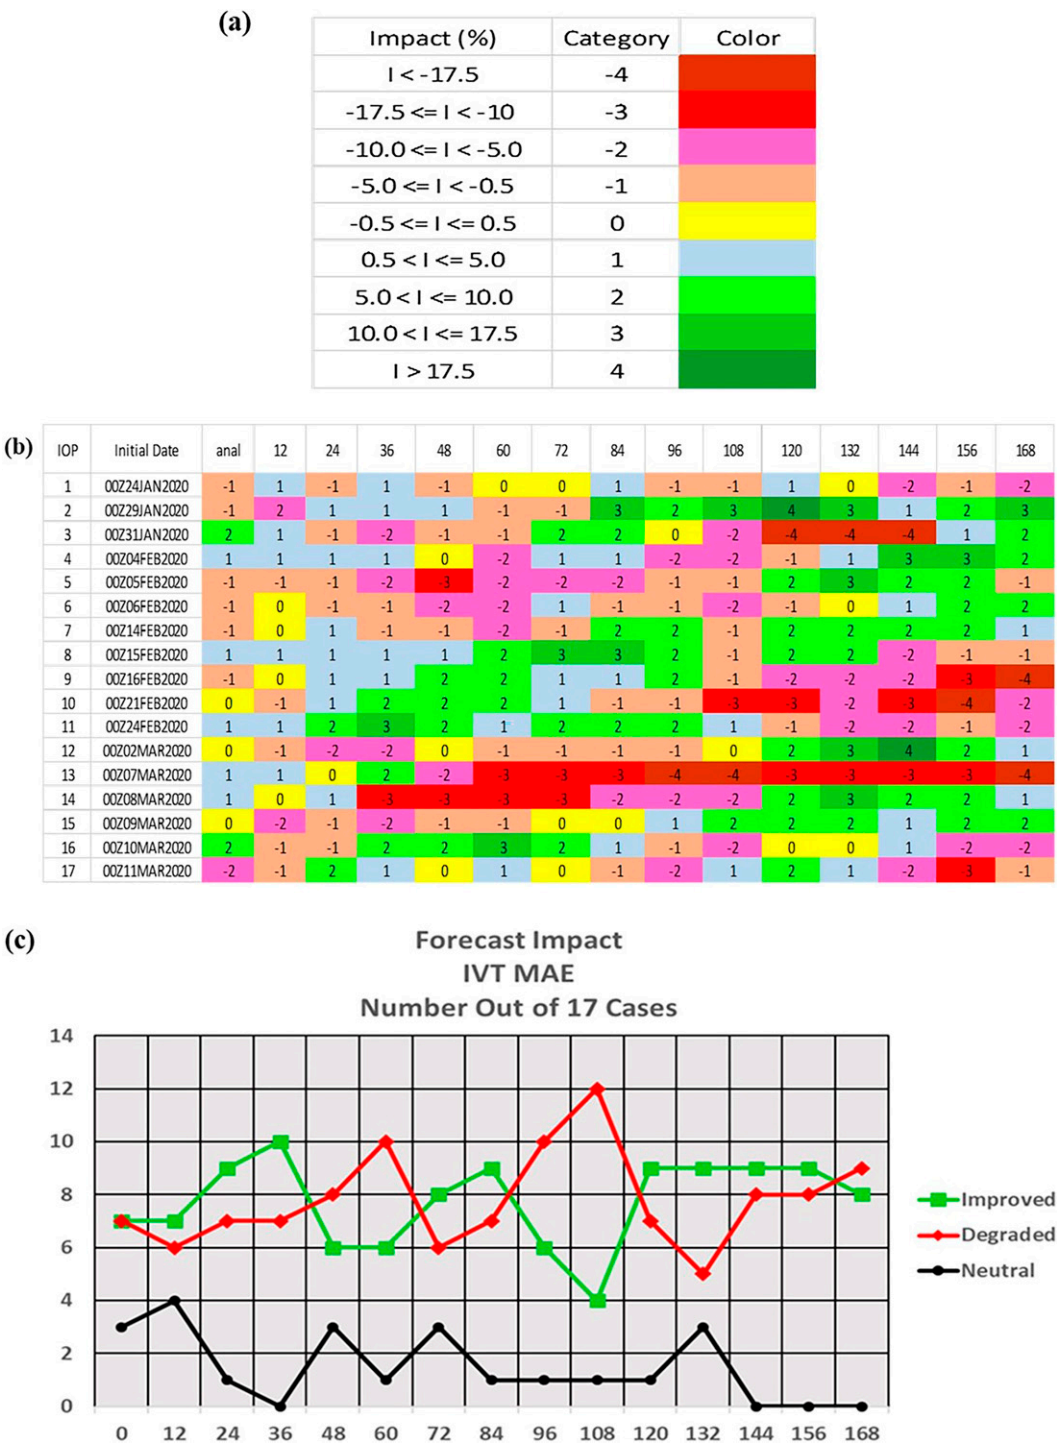 (a)
Impact (%) Category Color
I < -17.5 -4
-17.5 <= I < -10 -3
-10.0 <= I < -5.0 -2
-5.0 <= I < -0.5 -1
-0.5 <= I <= 0.5 0
0.5 < I <= 5.0 1
5.0 < I <= 10.0 2
10.0 < I <= 17.5 3
I > 17.5 4
(b)
IOP Initial Date anal 12 24 36 48 60 72 84 96 108 120 132 144 156 168
1 00Z24JAN2020 -1 1 -1 1 -1 0 0 1 -1 -1 1 0 -2 -1 -2
2 00Z29JAN2020 -1 2 1 1 1 -1 -1 3 2 3 4 3 1 2 3
3 00Z31JAN2020 2 1 -1 -2 -1 -1 2 2 0 -2 -4 -4 -4 1 2
4 00Z04FEB2020 1 1 1 1 0 -2 1 1 -2 -2 -1 1 3 3 2
5 00Z05FEB2020 -1 -1 -1 -2 -3 -2 -2 -2 -1 -1 2 3 2 2 -1
6 00Z06FEB2020 -1 0 -1 -1 -2 -2 1 -1 -1 -2 -1 0 1 2 2
7 00Z14FEB2020 -1 0 1 -1 -1 -2 -1 2 2 -1 2 2 2 2 1
8 00Z15FEB2020 1 1 1 1 1 2 3 3 2 -1 2 2 -2 -1 -1
9 00Z16FEB2020 -1 0 1 1 2 2 1 1 2 -1 -2 -2 -2 -3 -4
10 00Z21FEB2020 0 -1 1 2 2 2 1 -1 -1 -3 -3 -2 -3 -4 -2
11 00Z24FEB2020 1 1 2 3 2 1 2 2 2 1 -1 -2 -2 -1 -2
12 00Z02MAR2020 0 -1 -2 -2 0 -1 -1 -1 -1 0 2 3 4 2 1
13 00Z07MAR2020 1 1 0 2 -2 -3 -3 -3 -4 -4 -3 -3 -3 -3 -4
14 00Z08MAR2020 1 0 1 -3 -3 -3 -3 -2 -2 -2 2 3 2 2 1
15 00Z09MAR2020 0 -2 -1 -2 -1 -1 0 0 1 2 2 2 1 2 2
16 00Z10MAR2020 2 -1 -1 2 2 3 2 1 -1 -2 0 0 1 -2 -2
17 00Z11MAR2020 -2 -1 2 1 0 1 0 -1 -2 1 2 1 -2 -3 -1
(c)
Forecast Impact
IVT MAE
Number Out of 17 Cases
14
12
10
8
6
4
2
0
0 12 24 36 48 60 72 84 96 108 120 132 144 156 168
Improved
Degraded
Neutral